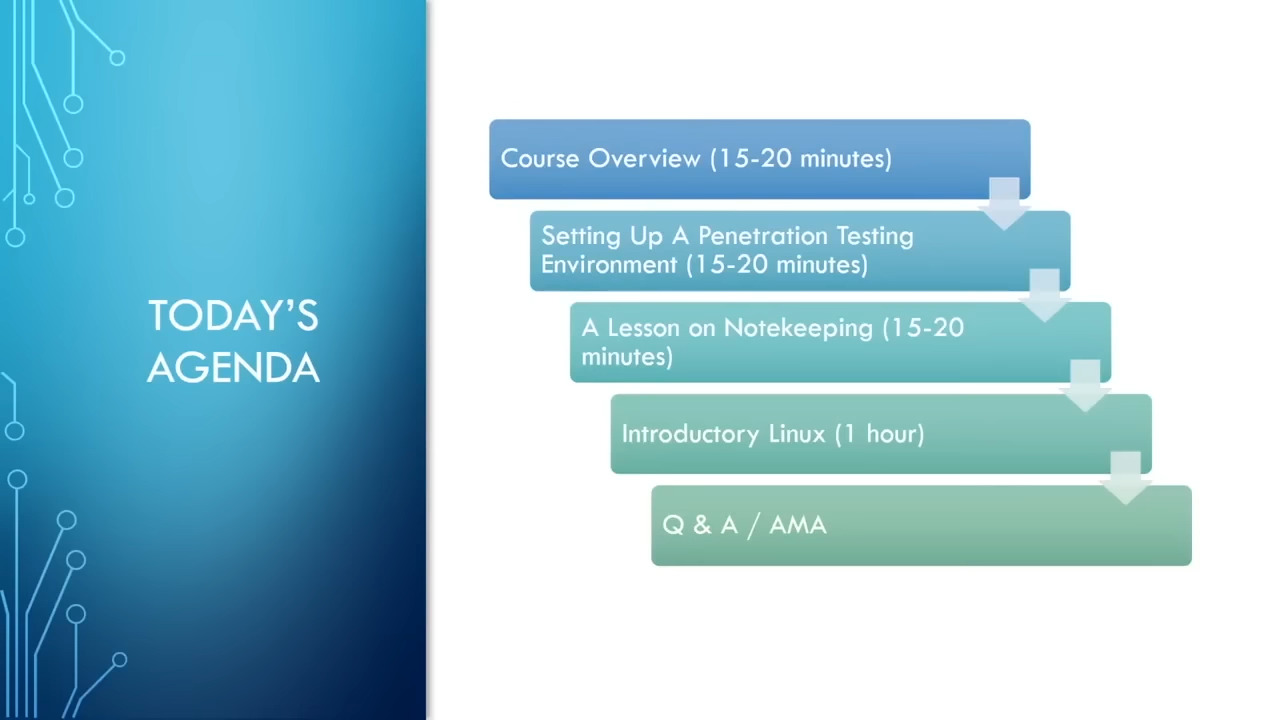 TODAY'S
AGENDA
Course Overview (15-20 minutes)
Setting Up A Penetration Testing
Environment (15-20 minutes)
A Lesson on Notekeeping (15-20
minutes)
Introductory Linux (1 hour)
Q & A / AMA